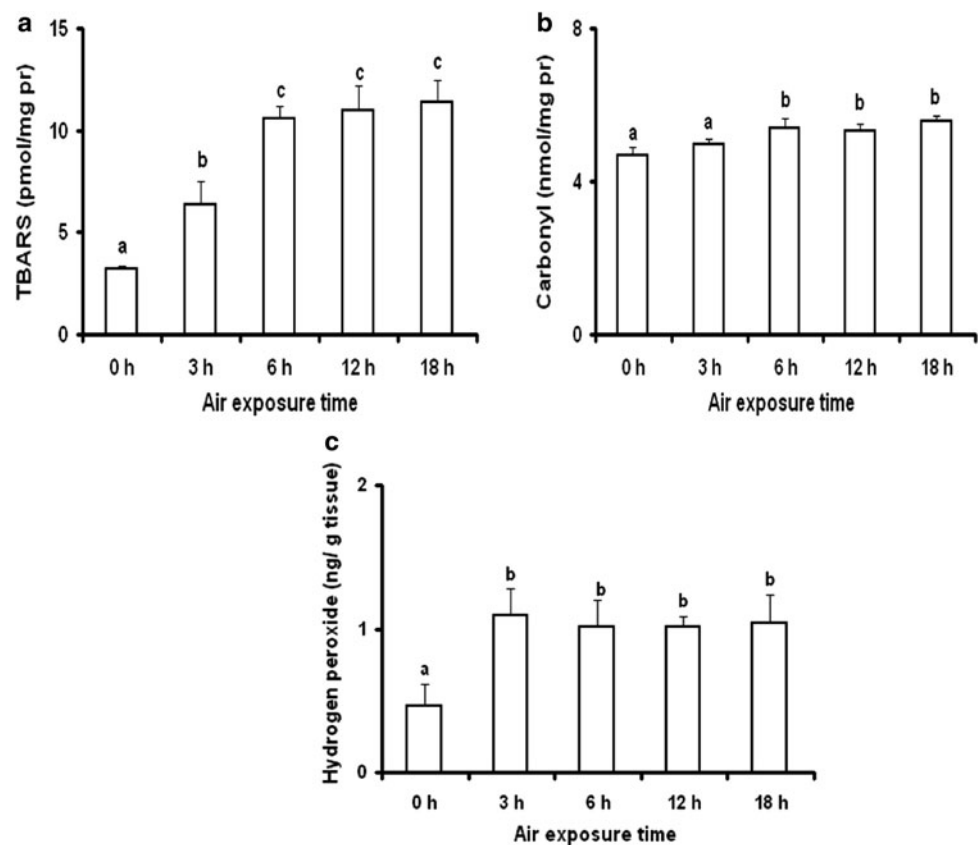 a
TBARS (pmol/mg pr)
15
10
5
0
a
b
c
c
c
0 h 3 h 6 h 12 h 18 h
Air exposure time
b
Carbonyl (nmol/mg pr)
8
4
0
a
a
b
b
b
0 h 3 h 6 h 12 h 18 h
Air exposure time
c
Hydrogen peroxide (ng/ g tissue)
2
1
0
a
b
b
b
b
0 h 3 h 6 h 12 h 18 h
Air exposure time